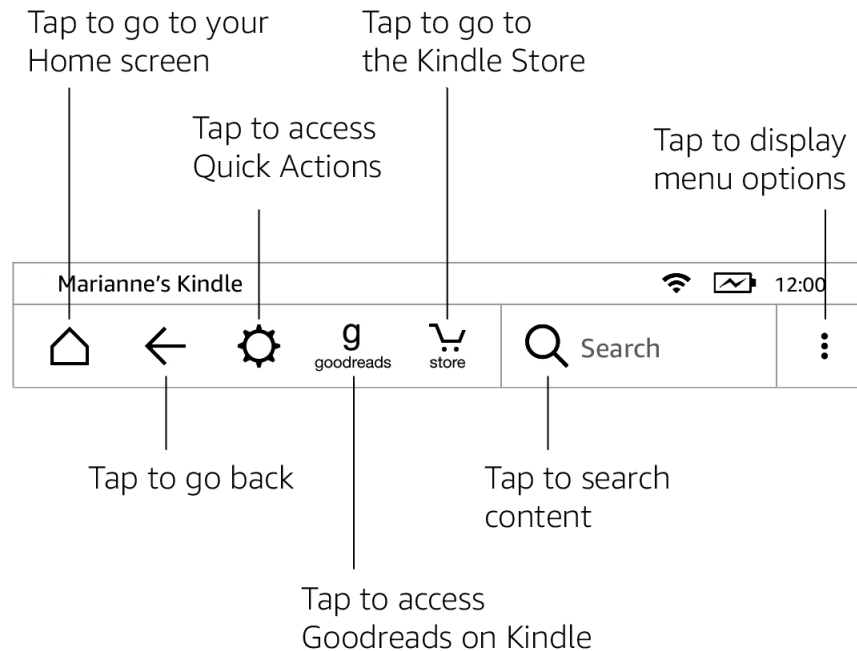 Tap to go to your
Home screen
Tap to go to
the Kindle Store
Tap to access
Quick Actions
Tap to display
menu options
Marianne's Kindle
12:00
g
goodreads
store
Search
Tap to go back
Tap to search
content
Tap to access
Goodreads on Kindle